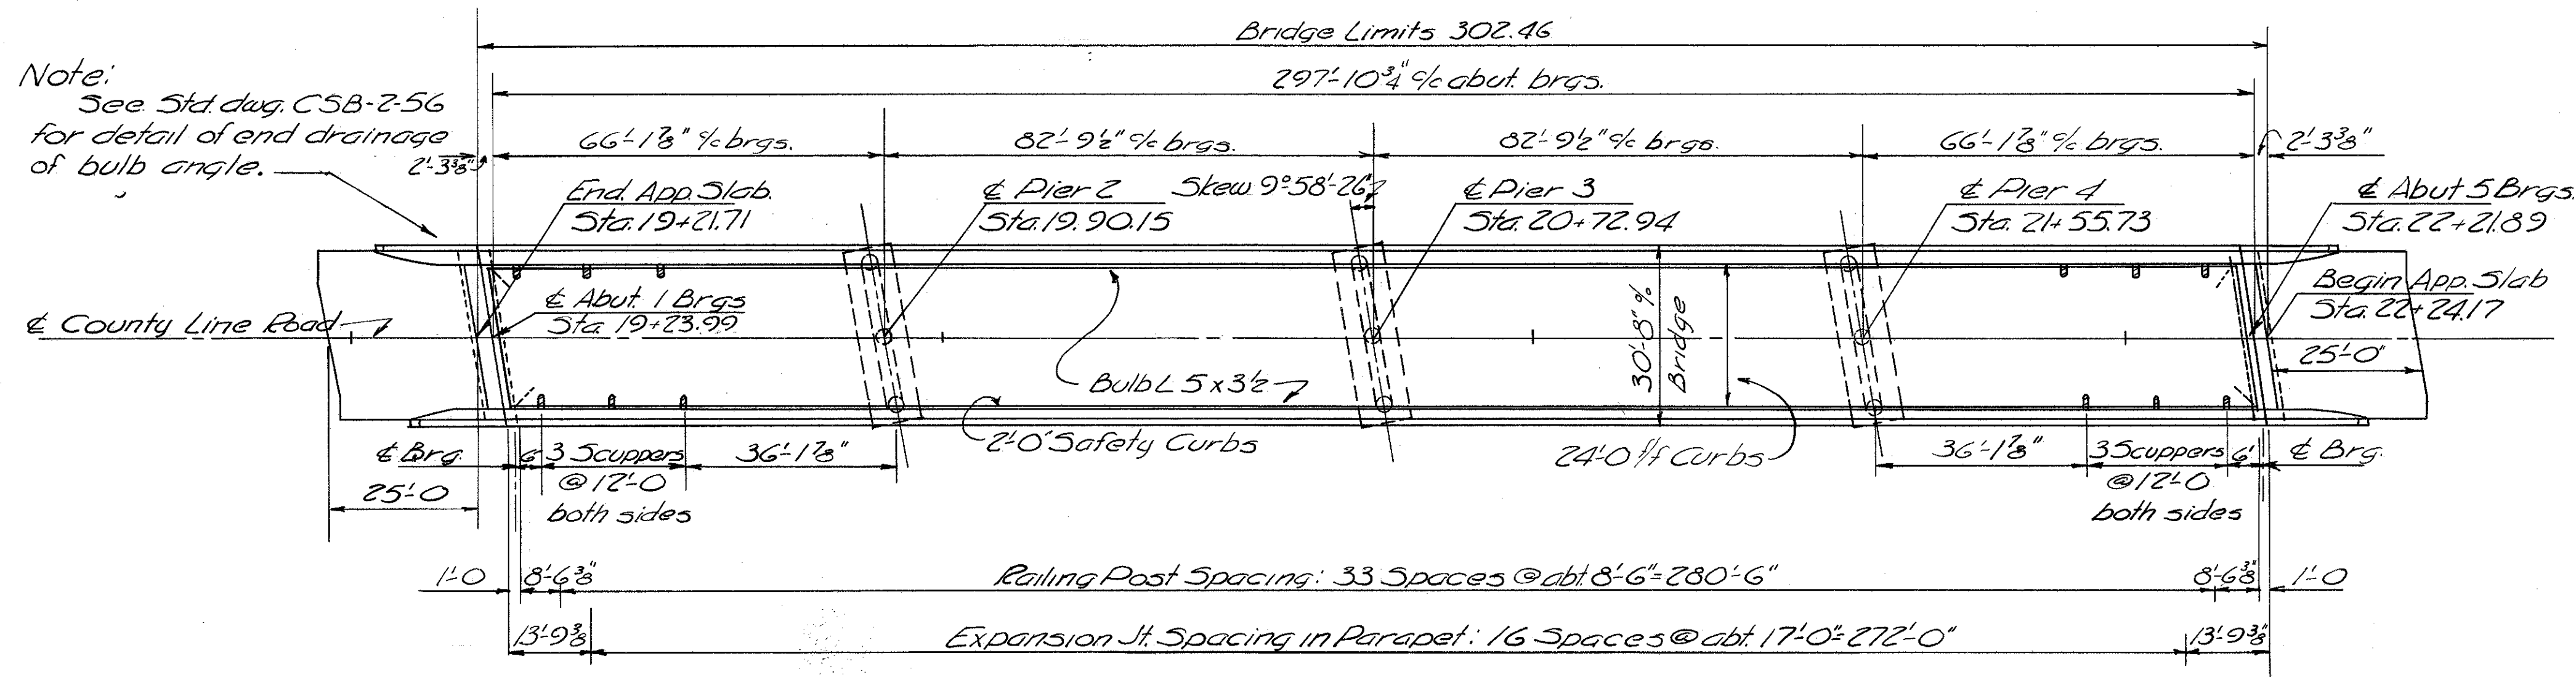 Bridge Limits 302.46
297'-10¾" c/c abut. brgs.
Note:
See Std. dwg. CSB-2-56
for detail of end drainage
of bulb angle.
2'-3⅜"
66'-1⅞" c/c brgs.
82'-9½" c/c brgs.
82'-9½" c/c brgs.
66'-1⅞" c/c brgs.
2'-3⅜"
End. App. Slab.
Sta. 19+21.71
℄ Pier 2
Sta. 19.90.15
Skew 9°58'-26"
℄ Pier 3
Sta. 20+72.94
℄ Pier 4
Sta. 21+55.73
℄ Abut 5 Brgs.
Sta. 22+21.89
℄ Abut. 1 Brgs
Sta 19+23.99
℄ County Line Road
Begin App. Slab
Sta. 22+24.17
25'-0"
30'-8" o/o
Bridge
Bulb L 5 x 3½
2'-0" Safety Curbs
24'-0 f/f Curbs
℄ Brg.
6'
3 Scuppers
@ 12'-0
both sides
36'-1⅞"
36'-1⅞"
3 Scuppers
@ 12'-0
both sides
6'
℄ Brg.
25'-0
1'-0
8'-6⅜"
Railing Post Spacing: 33 Spaces @ abt 8'-6"=280'-6"
8'-6⅜"
1'-0
13'-9⅜"
Expansion Jt. Spacing in Parapet: 16 Spaces @ abt. 17'-0"=272'-0"
13'-9⅜"